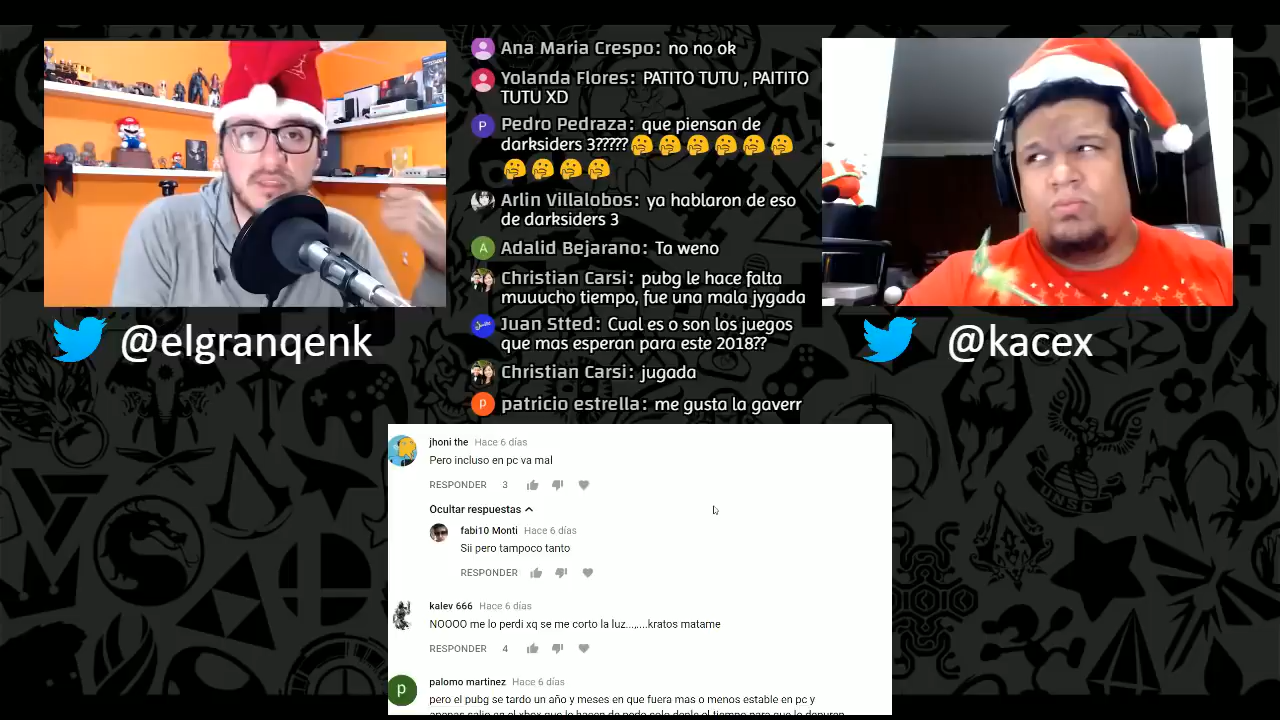 Ana Maria Crespo: no no ok
Yolanda Flores: PATITO TUTU , PAITITO
TUTU XD
P
Pedro Pedraza: que piensan de
darksiders 3?????🤔🤔🤔🤔🤔🤔
🤔🤔🤔🤔
Arlin Villalobos: ya hablaron de eso
de darksiders 3
A
Adalid Bejarano: Ta weno
Christian Carsi: pubg le hace falta
muuucho tiempo, fue una mala jygada
Juan Stted: Cual es o son los juegos
que mas esperan para este 2018??
Christian Carsi: jugada
p
patricio estrella: me gusta la gaverr
@elgranqenk
@kacex
jhoni the Hace 6 días
Pero incluso en pc va mal
RESPONDER 3
Ocultar respuestas
fabi10 Monti Hace 6 días
Sii pero tampoco tanto
RESPONDER
kalev 666 Hace 6 días
NOOOO me lo perdi xq se me corto la luz...,....kratos matame
RESPONDER 4
p
palomo martinez Hace 6 días
pero el pubg se tardo un año y meses en que fuera mas o menos estable en pc y
UNSC